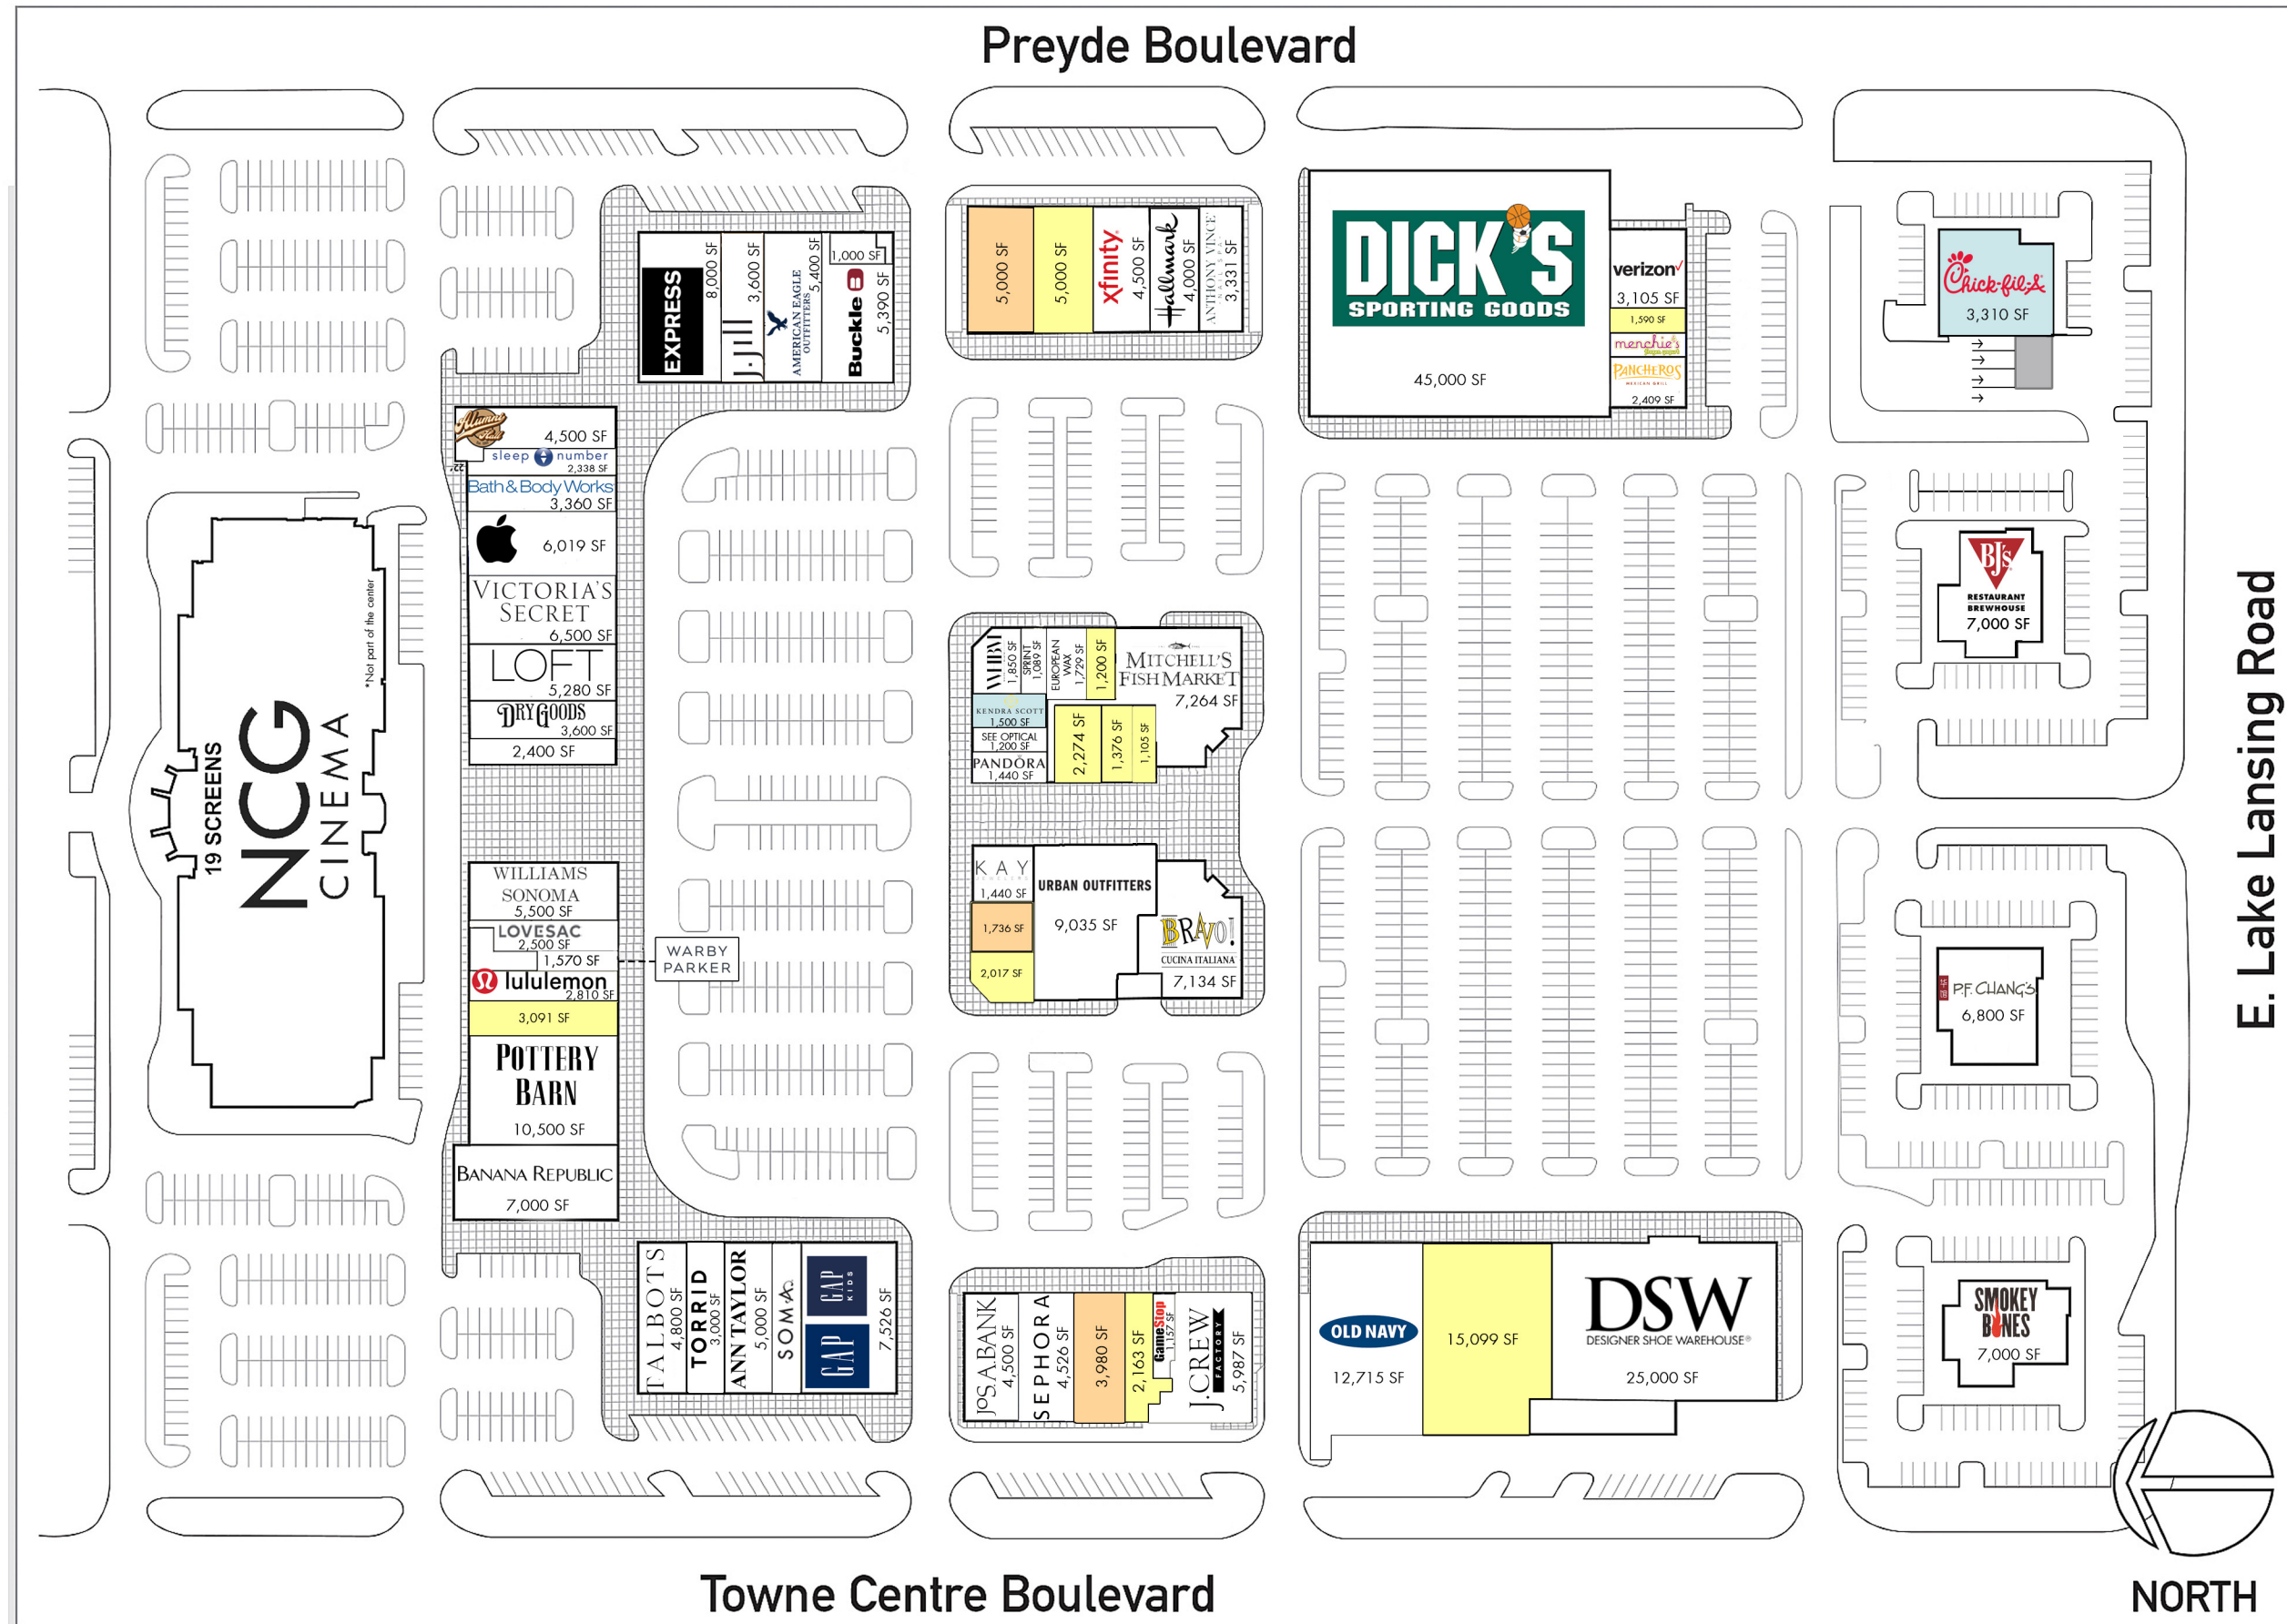 Preyde Boulevard
EXPRESS
8,000 SF
J.Jill
3,600 SF
AMERICAN EAGLE
OUTFITTERS
5,400 SF
1,000 SF
Buckle B
5,390 SF
5,000 SF
5,000 SF
xfinity
4,500 SF
Hallmark
4,000 SF
ANTHONY VINCE'
NAIL SPA
3,331 SF
DICK'S
SPORTING GOODS
45,000 SF
verizon
3,105 SF
1,590 SF
menchie's
PANCHEROS
MEXICAN GRILL
2,409 SF
Chick-fil-A
3,310 SF
Alumni
Hall
4,500 SF
22'
sleep number
2,338 SF
Bath & Body Works
3,360 SF
6,019 SF
VICTORIA'S
SECRET
6,500 SF
LOFT
5,280 SF
DRY GOODS
3,600 SF
2,400 SF
*Not part of the center
19 SCREENS
NCG
CINEMA
WHBM
1,850 SF
SPRINT
1,089 SF
EUROPEAN
WAX
1,729 SF
1,200 SF
MITCHELL'S
FISH MARKET
7,264 SF
KENDRA SCOTT
1,500 SF
SEE OPTICAL
1,200 SF
PANDORA
1,440 SF
2,274 SF
1,376 SF
1,105 SF
BJ's
RESTAURANT
BREWHOUSE
7,000 SF
E. Lake Lansing Road
WILLIAMS
SONOMA
5,500 SF
LOVESAC
2,500 SF
1,570 SF
WARBY
PARKER
lululemon
2,810 SF
3,091 SF
POTTERY
BARN
10,500 SF
BANANA REPUBLIC
7,000 SF
KAY
JEWELERS
1,440 SF
1,736 SF
2,017 SF
URBAN OUTFITTERS
9,035 SF
BRAVO!
CUCINA ITALIANA
7,134 SF
P.F. CHANG'S
6,800 SF
TALBOTS
4,800 SF
TORRID
3,000 SF
ANN TAYLOR
5,000 SF
SOMA
GAP
KIDS
GAP
7,526 SF
JOS. A. BANK
4,500 SF
SEPHORA
4,526 SF
3,980 SF
2,163 SF
GameStop
1,157 SF
J.CREW
FACTORY
5,987 SF
OLD NAVY
12,715 SF
15,099 SF
DSW
DESIGNER SHOE WAREHOUSE®
25,000 SF
SMOKEY
BONES
7,000 SF
Towne Centre Boulevard
NORTH